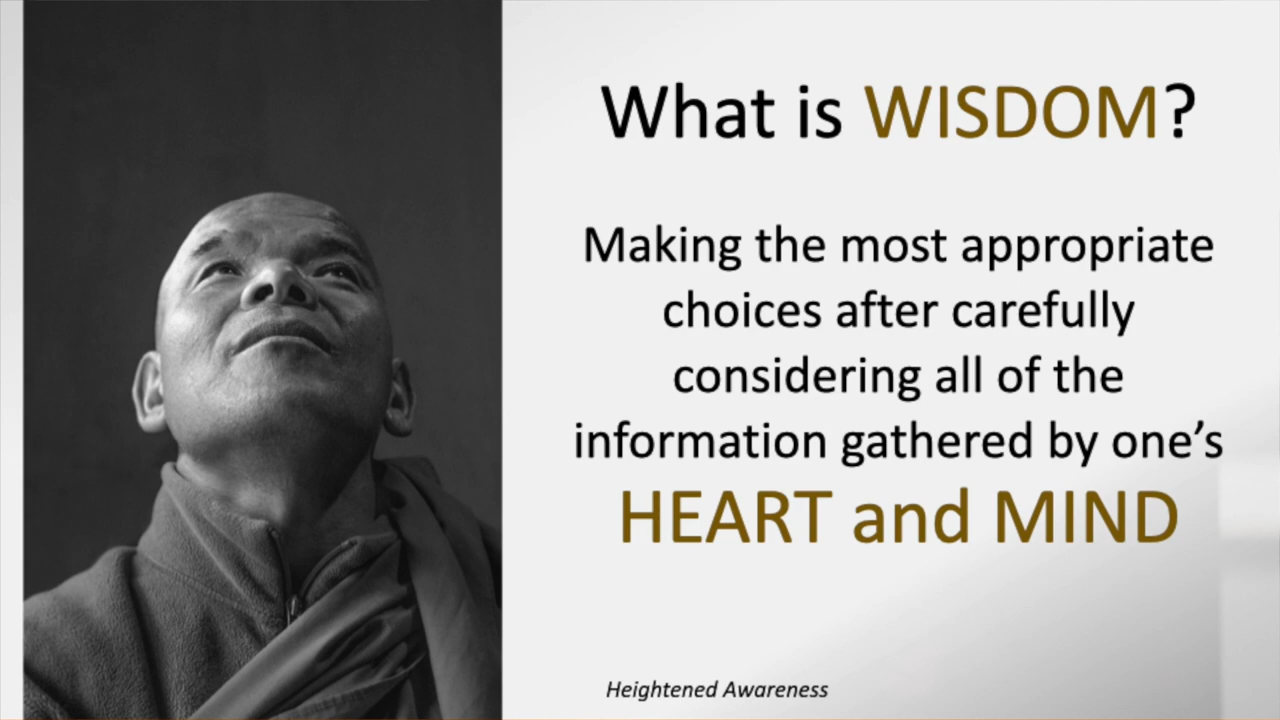 What is WISDOM?
Making the most appropriate
choices after carefully
considering all of the
information gathered by one’s
HEART and MIND
Heightened Awareness